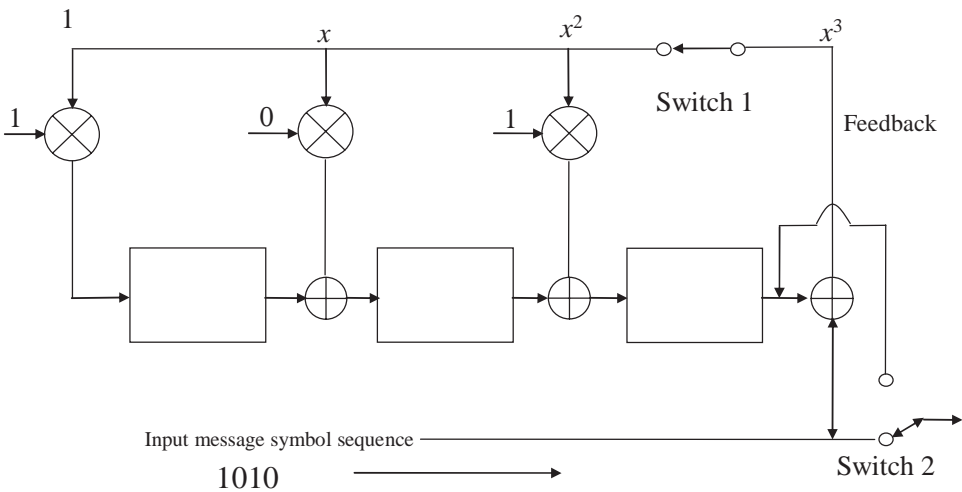 1
x
x²
x³
Switch 1
1
0
1
Feedback
Input message symbol sequence
1010
Switch 2